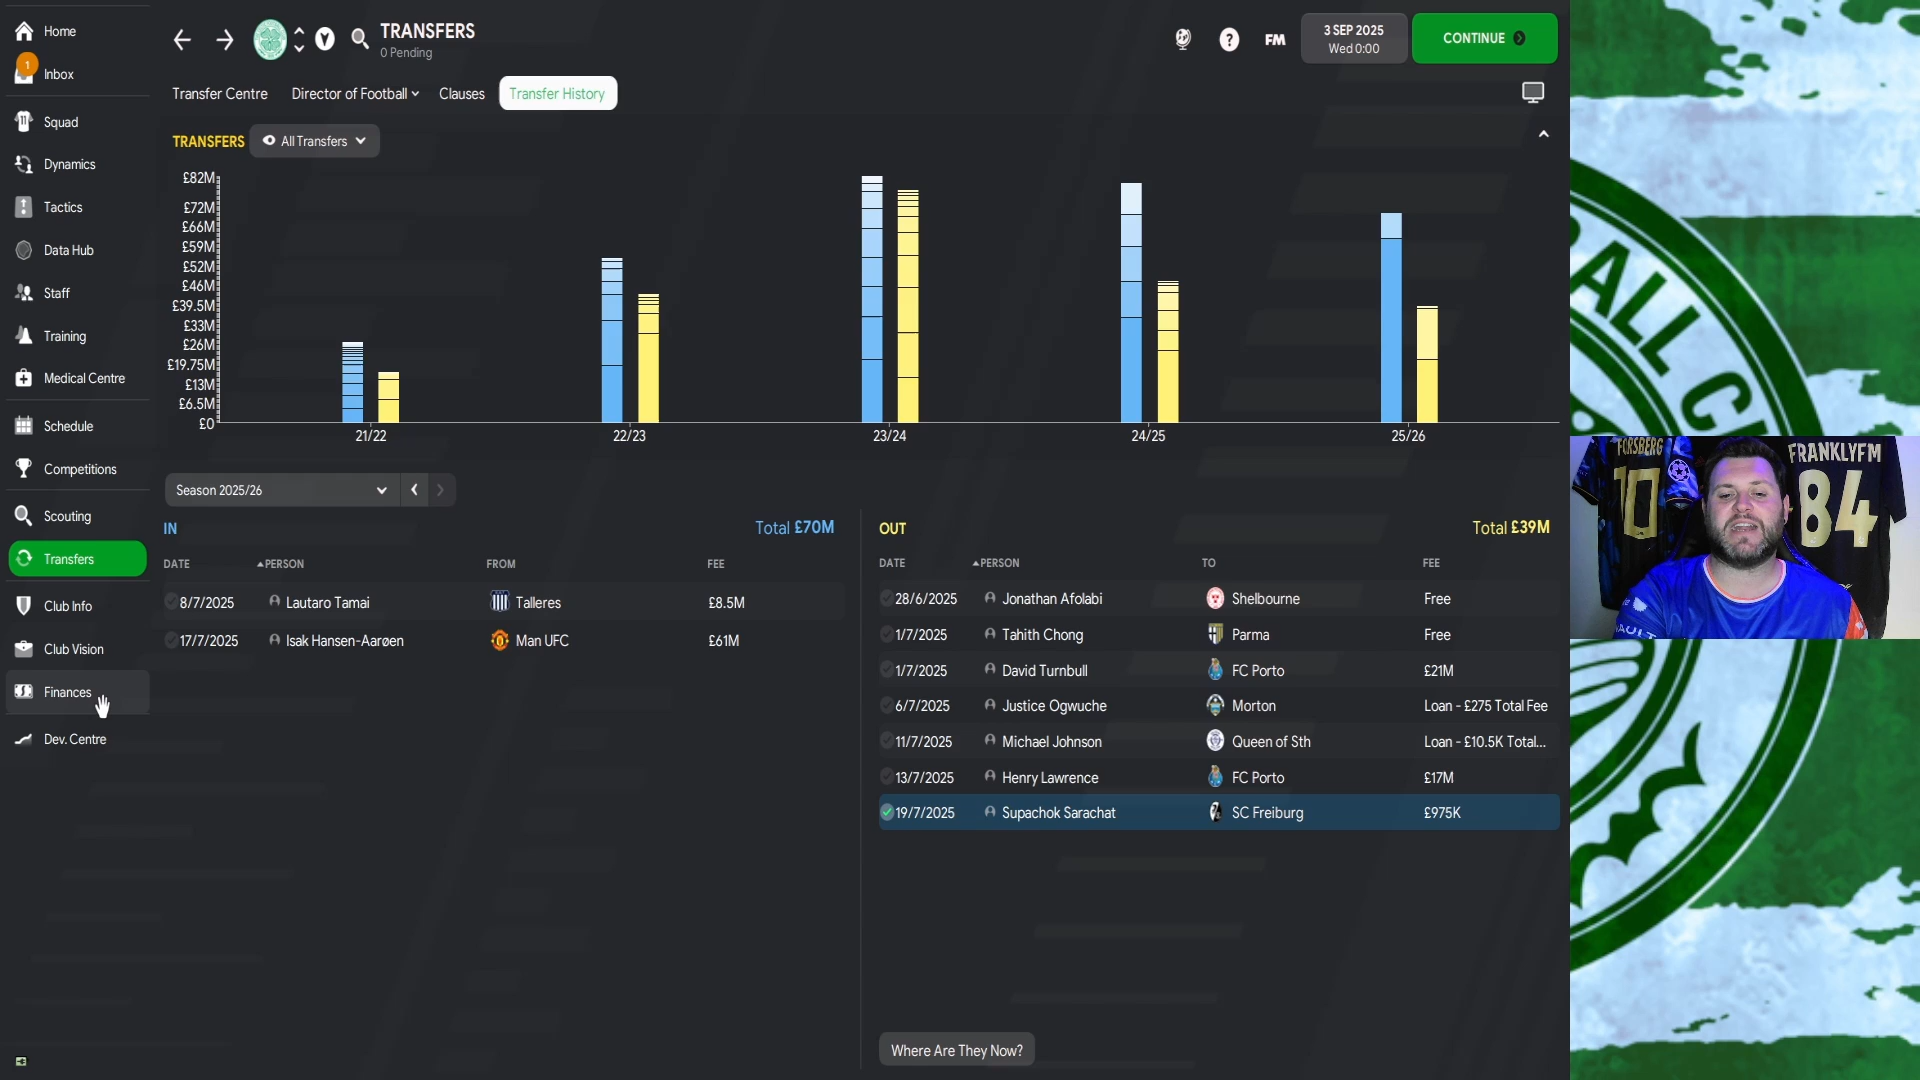 Home
1
Inbox
Squad
Dynamics
Tactics
Data Hub
Staff
Training
Medical Centre
Schedule
Competitions
Scouting
Transfers
Club Info
Club Vision
Finances
Dev. Centre
TRANSFERS
0 Pending
?
FM
3 SEP 2025
Wed 0:00
CONTINUE
Transfer Centre
Director of Football
Clauses
Transfer History
TRANSFERS
All Transfers
£82M
£72M
£66M
£59M
£52M
£46M
£39.5M
£33M
£26M
£19.75M
£13M
£6.5M
£0
21/22
22/23
23/24
24/25
25/26
Season 2025/26
IN
Total £70M
DATE PERSON FROM FEE
8/7/2025 Lautaro Tamai Talleres £8.5M
17/7/2025 Isak Hansen-Aarøen Man UFC £61M
OUT
Total £39M
DATE PERSON TO FEE
28/6/2025 Jonathan Afolabi Shelbourne Free
1/7/2025 Tahith Chong Parma Free
1/7/2025 David Turnbull FC Porto £21M
6/7/2025 Justice Ogwuche Morton Loan - £275 Total Fee
11/7/2025 Michael Johnson Queen of Sth Loan - £10.5K Total...
13/7/2025 Henry Lawrence FC Porto £17M
19/7/2025 Supachok Sarachat SC Freiburg £975K
Where Are They Now?
BALL CL
FORSBERG
10
FRANKLYFM
84